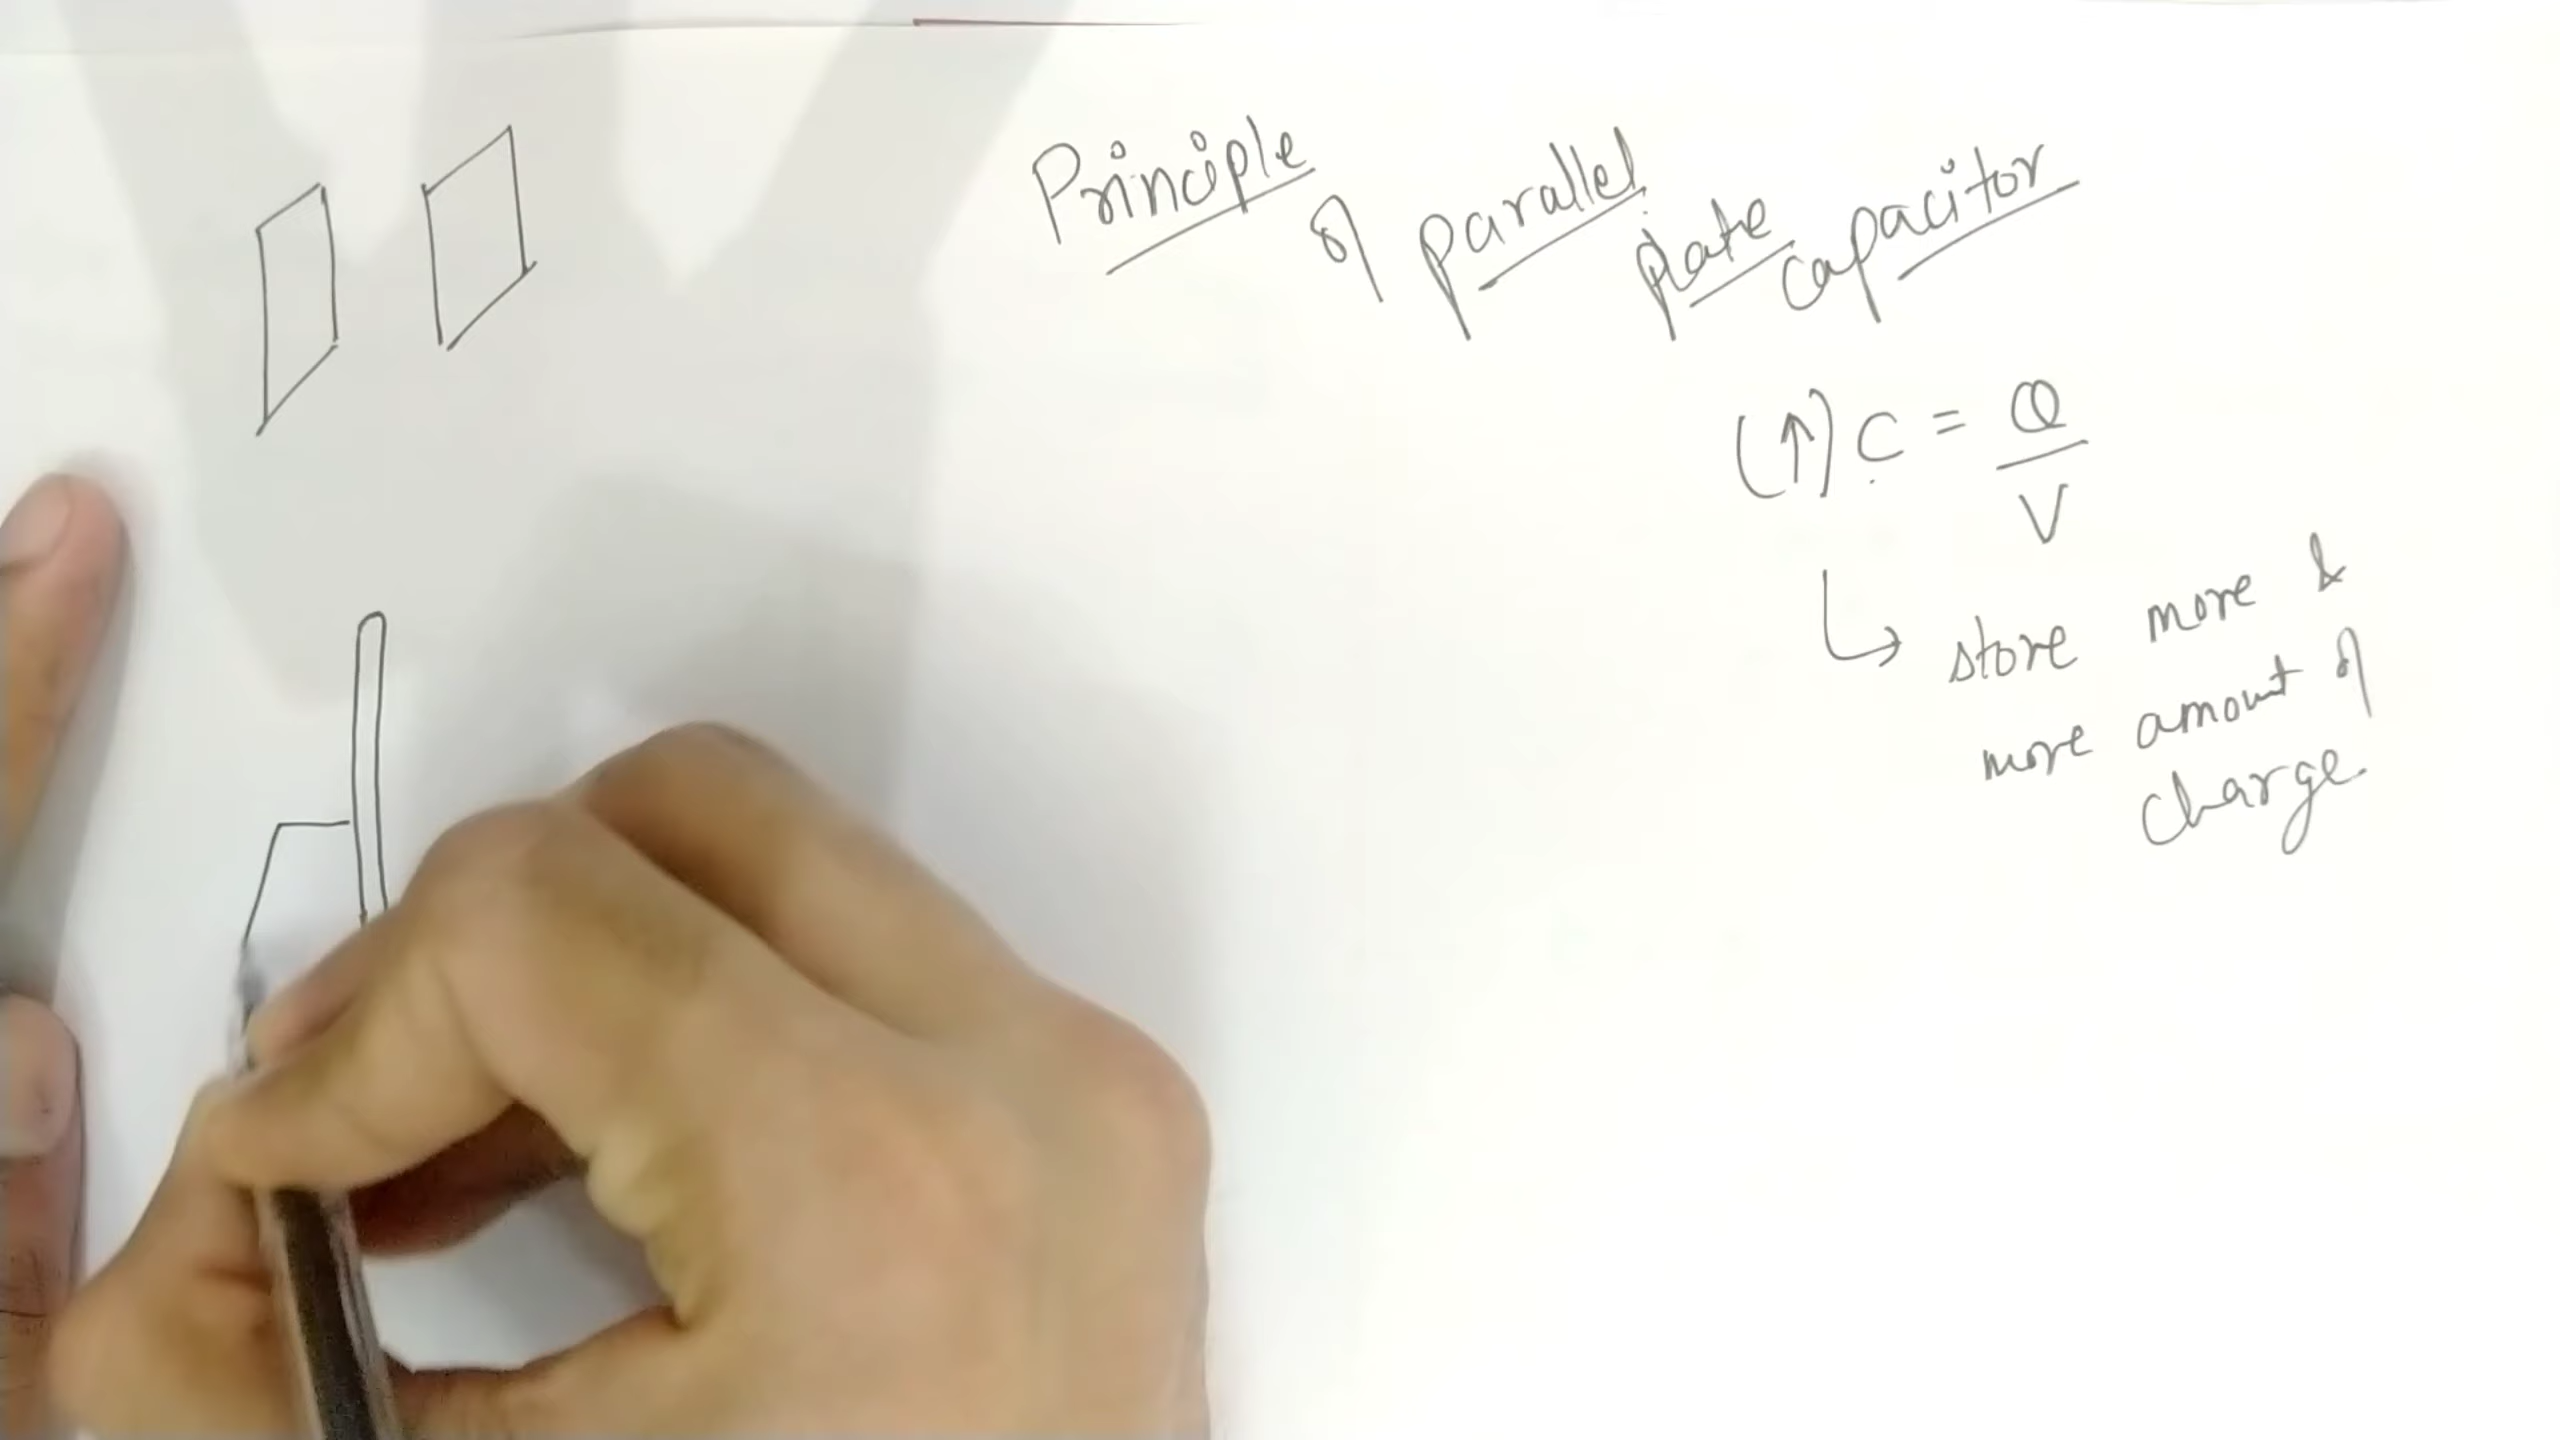 Principle of parallel plate capacitor
(↑) C = Q
V
↳ store more &
more amount of
charge